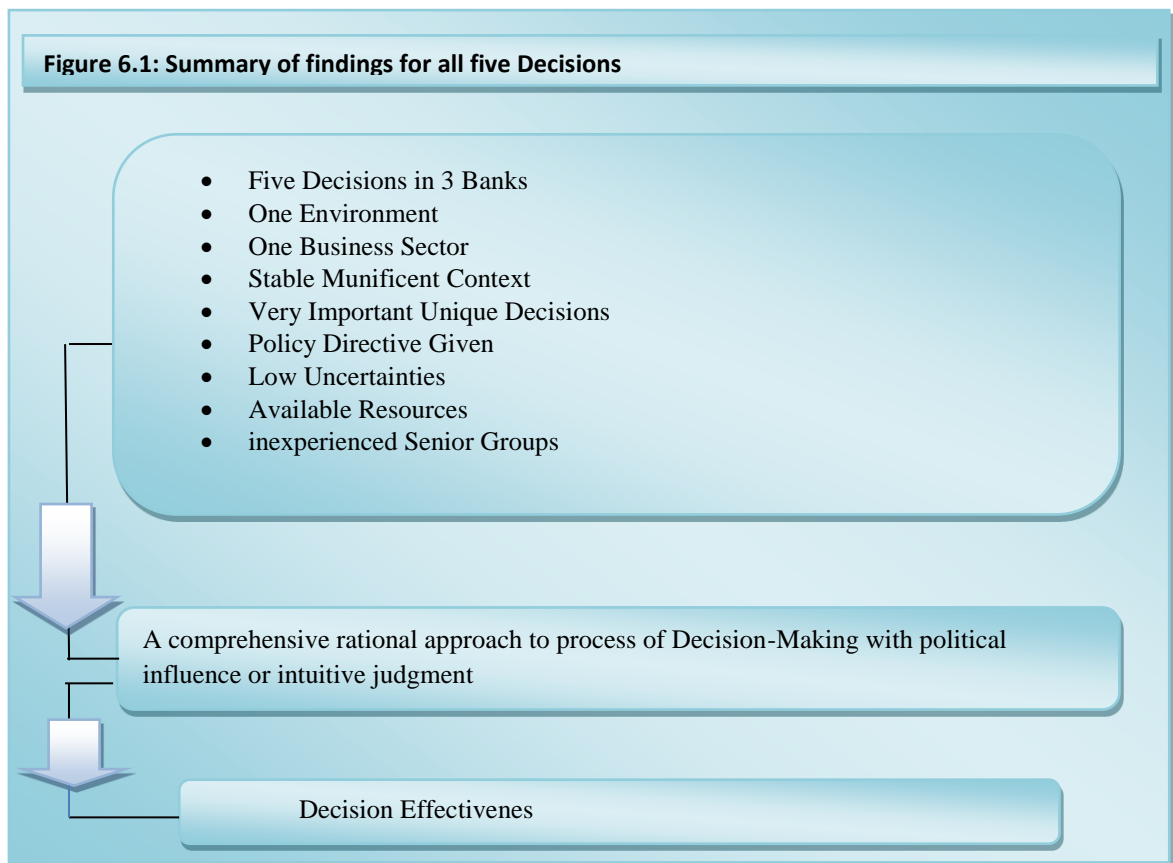 Figure 6.1: Summary of findings for all five Decisions
• Five Decisions in 3 Banks
• One Environment
• One Business Sector
• Stable Munificent Context
• Very Important Unique Decisions
• Policy Directive Given
• Low Uncertainties
• Available Resources
• inexperienced Senior Groups
A comprehensive rational approach to process of Decision-Making with political
influence or intuitive judgment
Decision Effectivenes